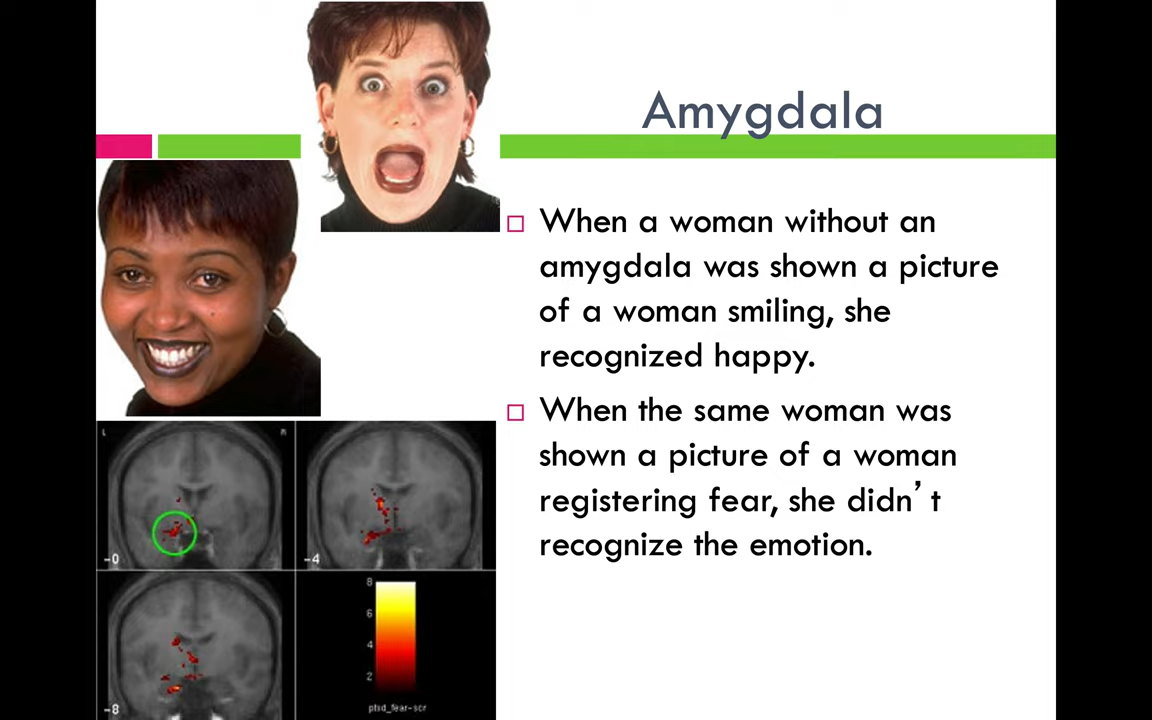 Amygdala
□ When a woman without an
amygdala was shown a picture
of a woman smiling, she
recognized happy.
□ When the same woman was
shown a picture of a woman
registering fear, she didn’t
recognize the emotion.
L R
-0
-4
8
6
4
2
-8
ptsd_fear-scr